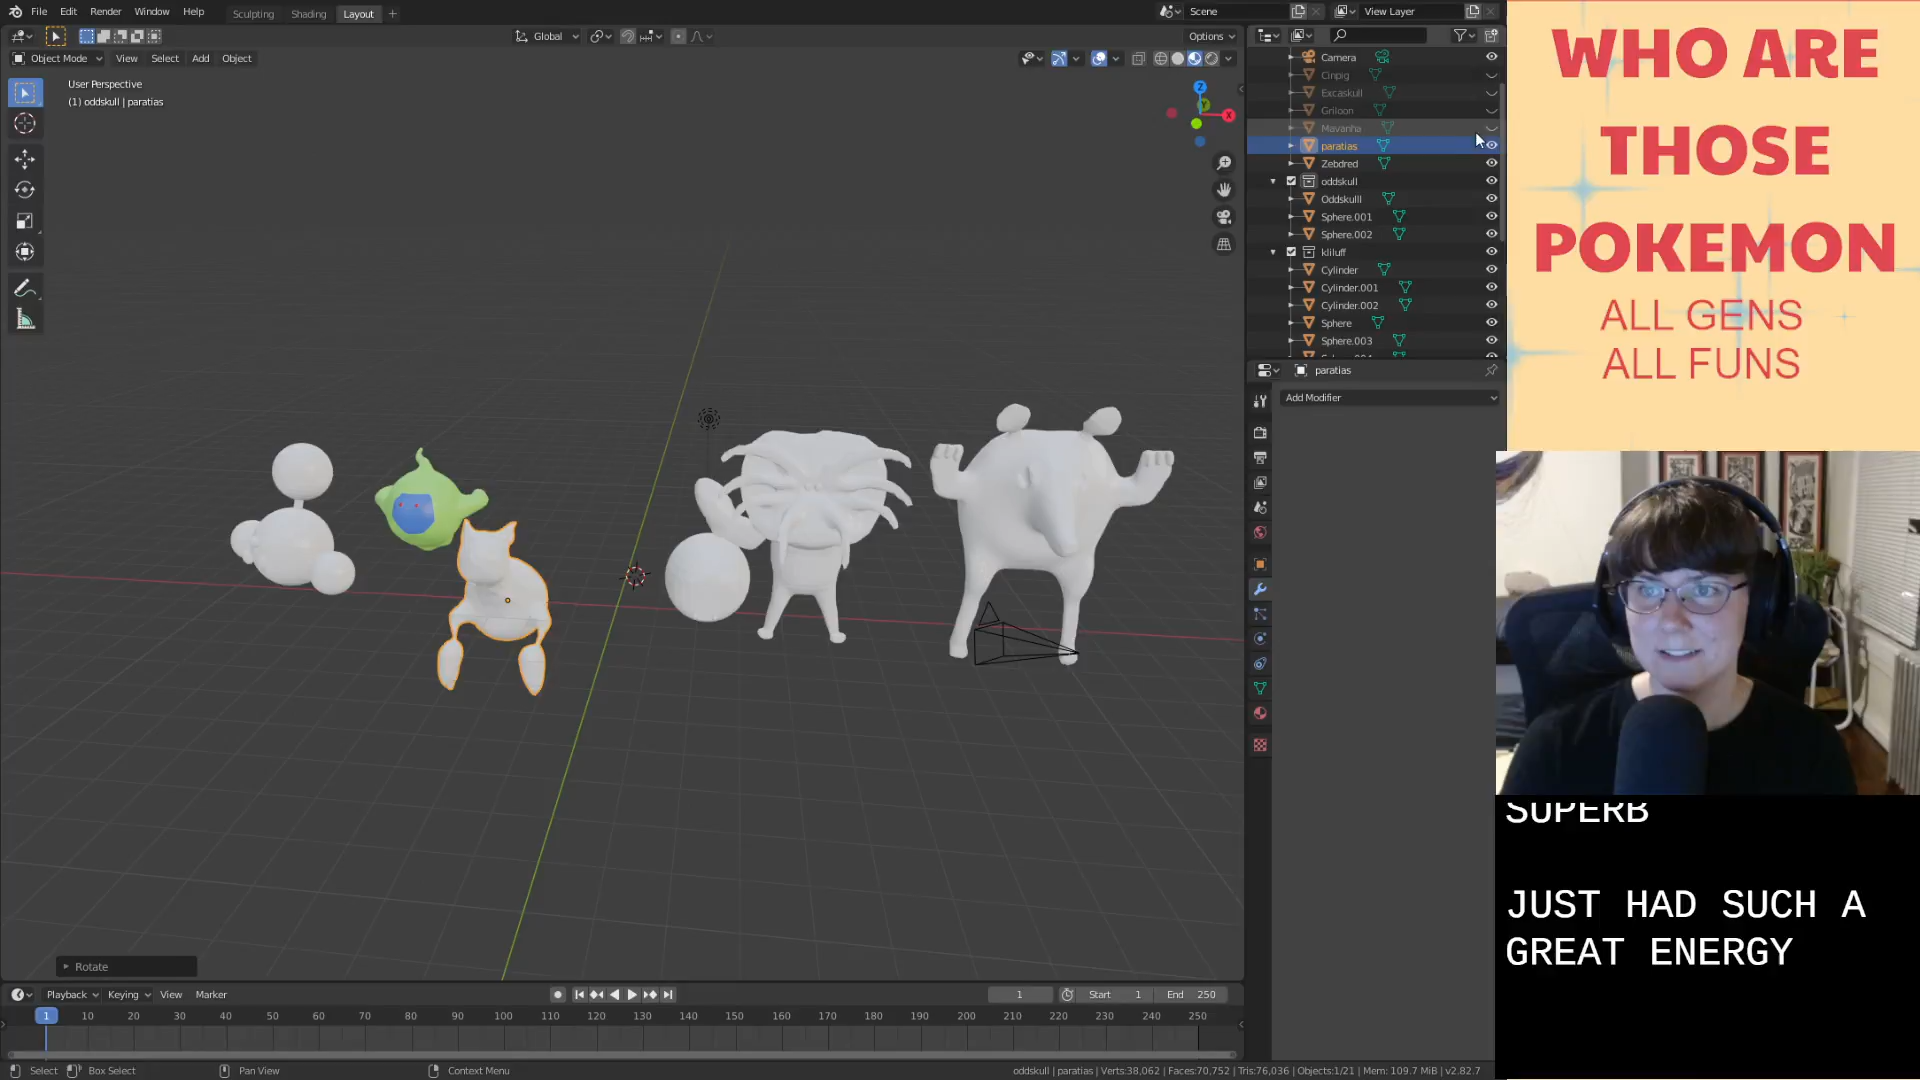 File Edit Render Window Help Sculpting Shading Layout +
Scene View Layer
Global Options
Object Mode View Select Add Object
User Perspective
(1) oddskull | paratias
Z
Y
X
Camera
Cinpig
Excaskull
Griloon
Mavanha
paratias
Zebdred
oddskull
Oddskulll
Sphere.001
Sphere.002
kliluff
Cylinder
Cylinder.001
Cylinder.002
Sphere
Sphere.003
paratias
Add Modifier
Rotate
Playback Keying View Marker 1 Start 1 End 250
1 10 20 30 40 50 60 70 80 90 100 110 120 130 140 150 160 170 180 190 200 210 220 230 240 250
Select Box Select Pan View Context Menu
oddskull | paratias | Verts:38,062 | Faces:70,752 | Tris:76,036 | Objects:1/21 | Mem: 109.7 MiB | v2.82.7
WHO ARE
THOSE
POKEMON
ALL GENS
ALL FUNS
SUPERB
JUST HAD SUCH A
GREAT ENERGY